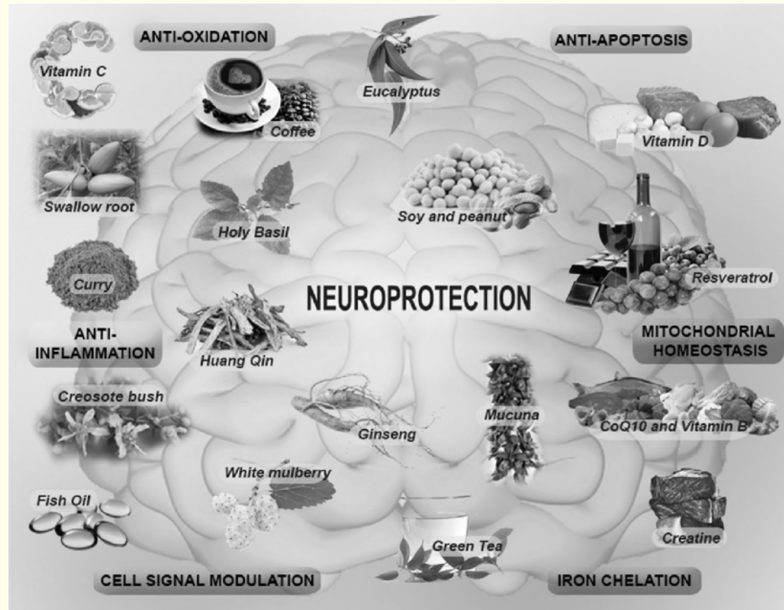 ANTI-OXIDATION
ANTI-APOPTOSIS
Vitamin C
Eucalyptus
Coffee
Vitamin D
Swallow root
Holy Basil
Soy and peanut
Curry
Resveratrol
NEUROPROTECTION
ANTI-
INFLAMMATION
Huang Qin
MITOCHONDRIAL
HOMEOSTASIS
Creosote bush
Ginseng
Mucuna
CoQ10 and Vitamin B
White mulberry
Fish Oil
Green Tea
Creatine
CELL SIGNAL MODULATION
IRON CHELATION